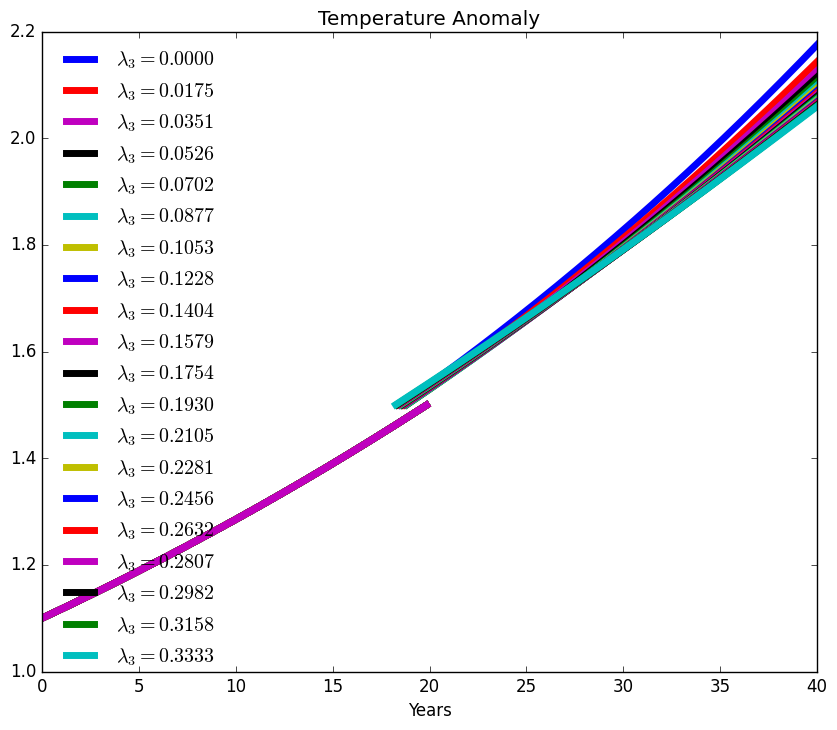 Temperature Anomaly
2.2
2.0
1.8
1.6
1.4
1.2
1.0
λ₃ = 0.0000
λ₃ = 0.0175
λ₃ = 0.0351
λ₃ = 0.0526
λ₃ = 0.0702
λ₃ = 0.0877
λ₃ = 0.1053
λ₃ = 0.1228
λ₃ = 0.1404
λ₃ = 0.1579
λ₃ = 0.1754
λ₃ = 0.1930
λ₃ = 0.2105
λ₃ = 0.2281
λ₃ = 0.2456
λ₃ = 0.2632
λ₃ = 0.2807
λ₃ = 0.2982
λ₃ = 0.3158
λ₃ = 0.3333
0 5 10 15 20 25 30 35 40
Years